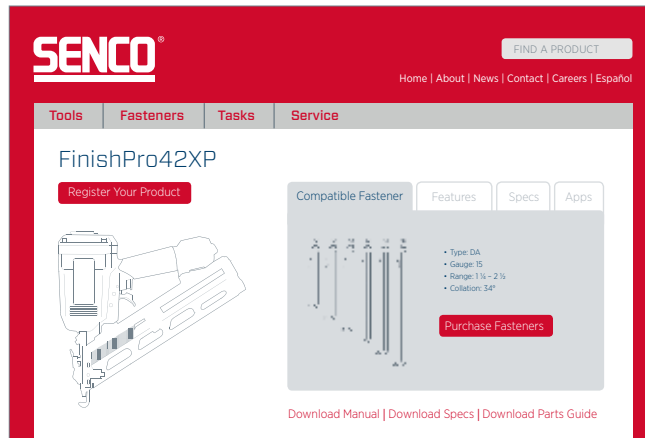 SENCO®
FIND A PRODUCT
Home | About | News | Contact | Careers | Español
Tools Fasteners Tasks Service
FinishPro42XP
Register Your Product
Compatible Fastener Features Specs Apps
• Type: DA
• Gauge: 15
• Range: 1 ¼ – 2 ½
• Collation: 34°
Purchase Fasteners
Download Manual | Download Specs | Download Parts Guide